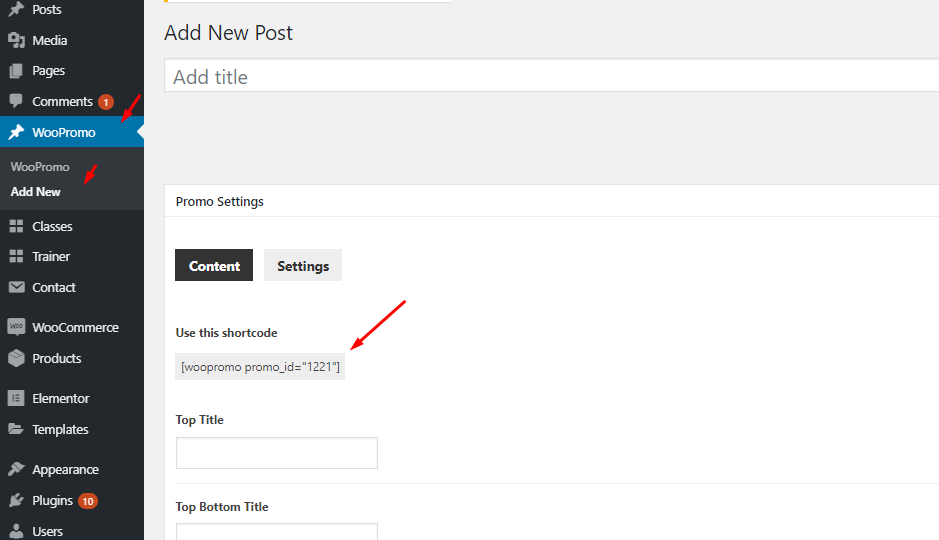 Posts
Media
Pages
Comments 1
WooPromo
WooPromo
Add New
Classes
Trainer
Contact
Woo WooCommerce
Products
Elementor
Templates
Appearance
Plugins 10
Users
Add New Post
Add title
Promo Settings
Content Settings
Use this shortcode
[woopromo promo_id="1221"]
Top Title
Top Bottom Title